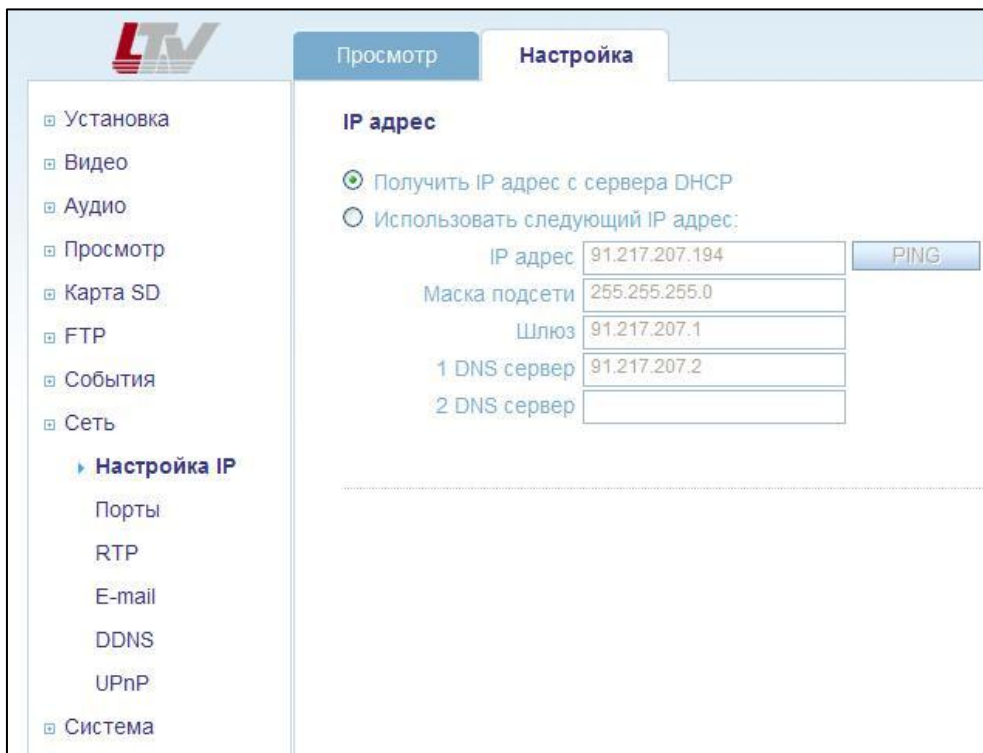 LTV
Просмотр
Настройка
Установка
Видео
Аудио
Просмотр
Карта SD
FTP
События
Сеть
Настройка IP
Порты
RTP
E-mail
DDNS
UPnP
Система
IP адрес
Получить IP адрес с сервера DHCP
Использовать следующий IP адрес:
IP адрес 91.217.207.194 PING
Маска подсети 255.255.255.0
Шлюз 91.217.207.1
1 DNS сервер 91.217.207.2
2 DNS сервер